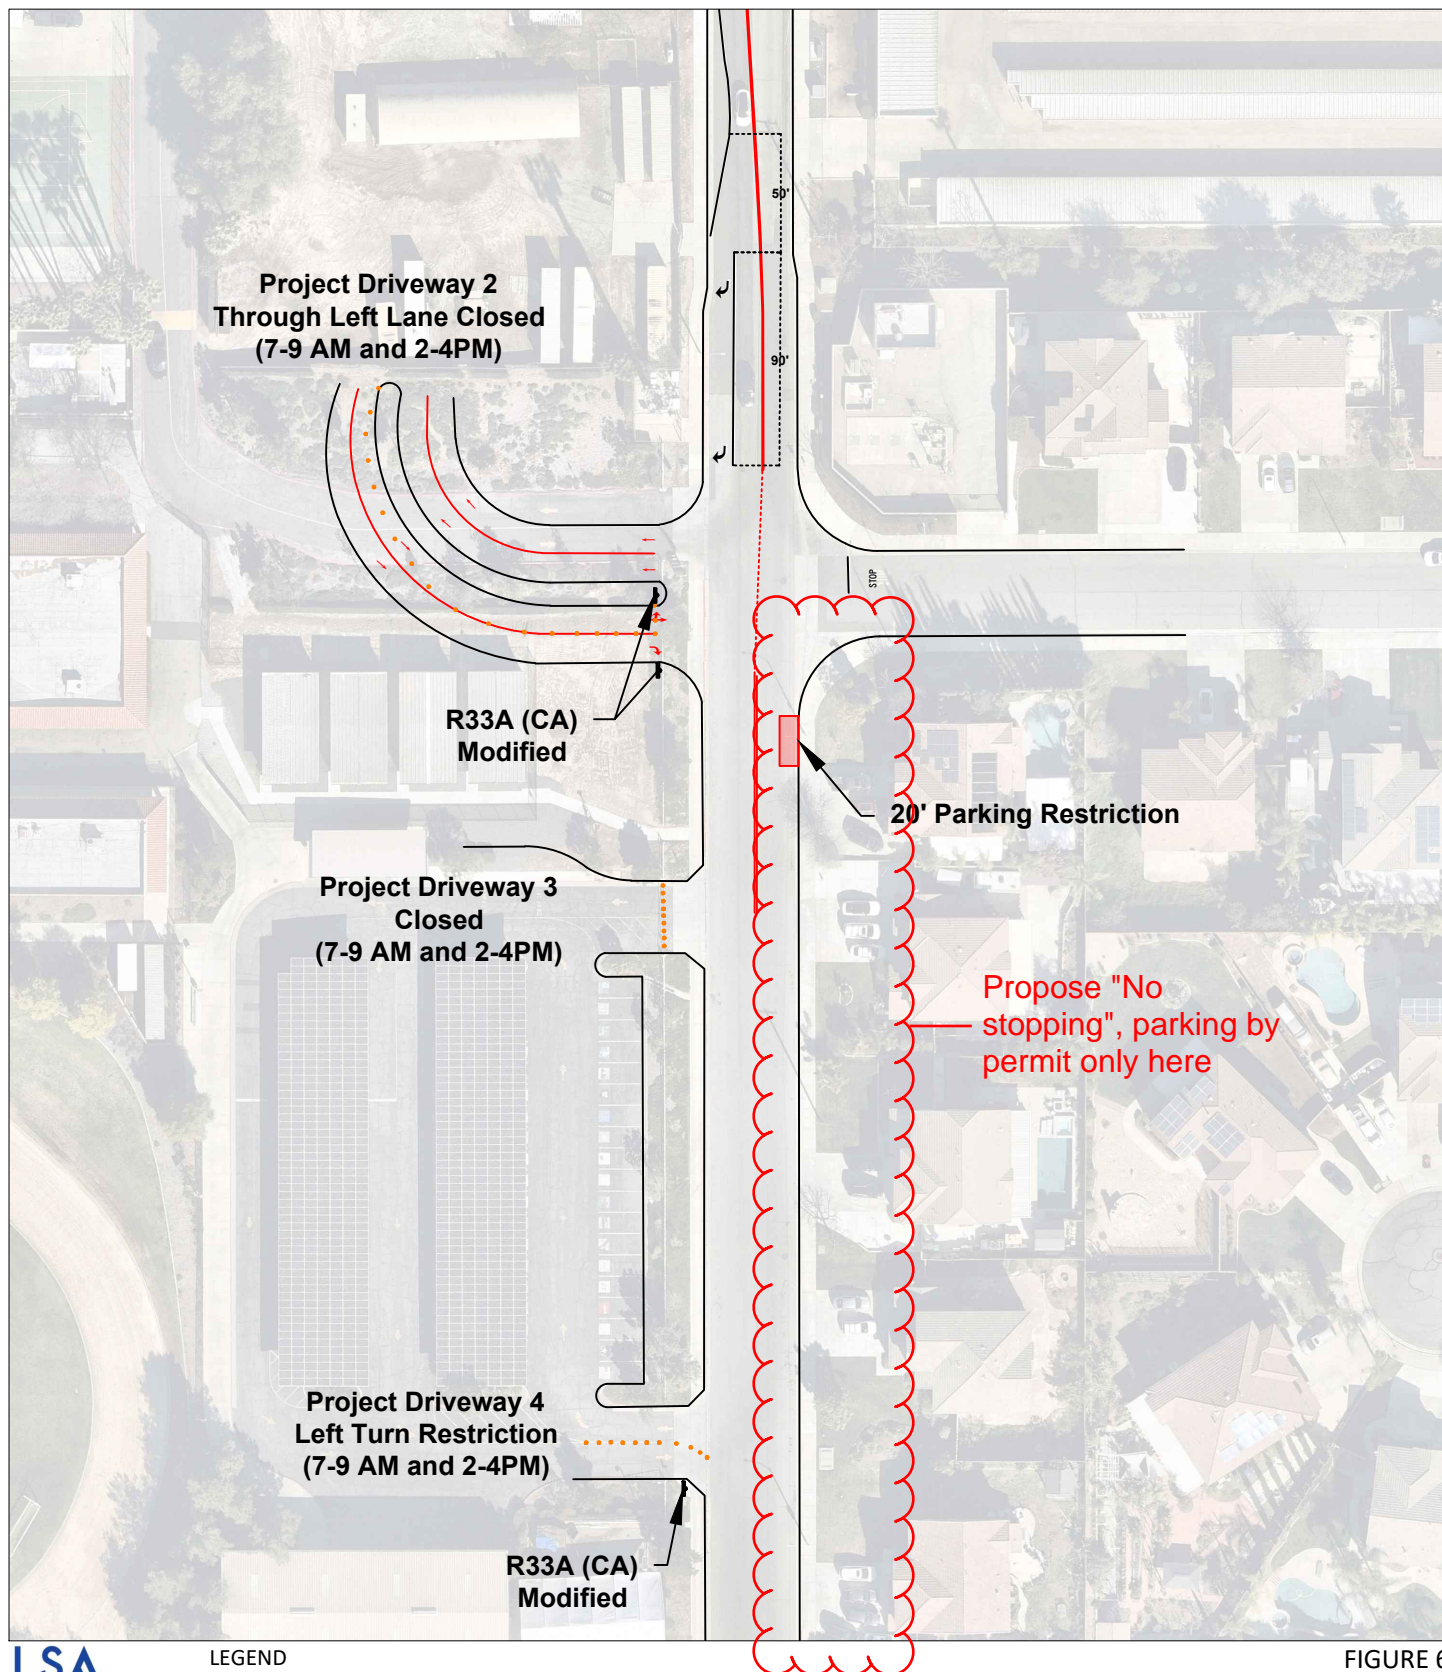 50'
Project Driveway 2
Through Left Lane Closed
(7-9 AM and 2-4PM)
90'
STOP
R33A (CA)
Modified
20' Parking Restriction
Project Driveway 3
Closed
(7-9 AM and 2-4PM)
Propose "No
stopping", parking by
permit only here
Project Driveway 4
Left Turn Restriction
(7-9 AM and 2-4PM)
R33A (CA)
Modified
LSA
LEGEND
FIGURE 6